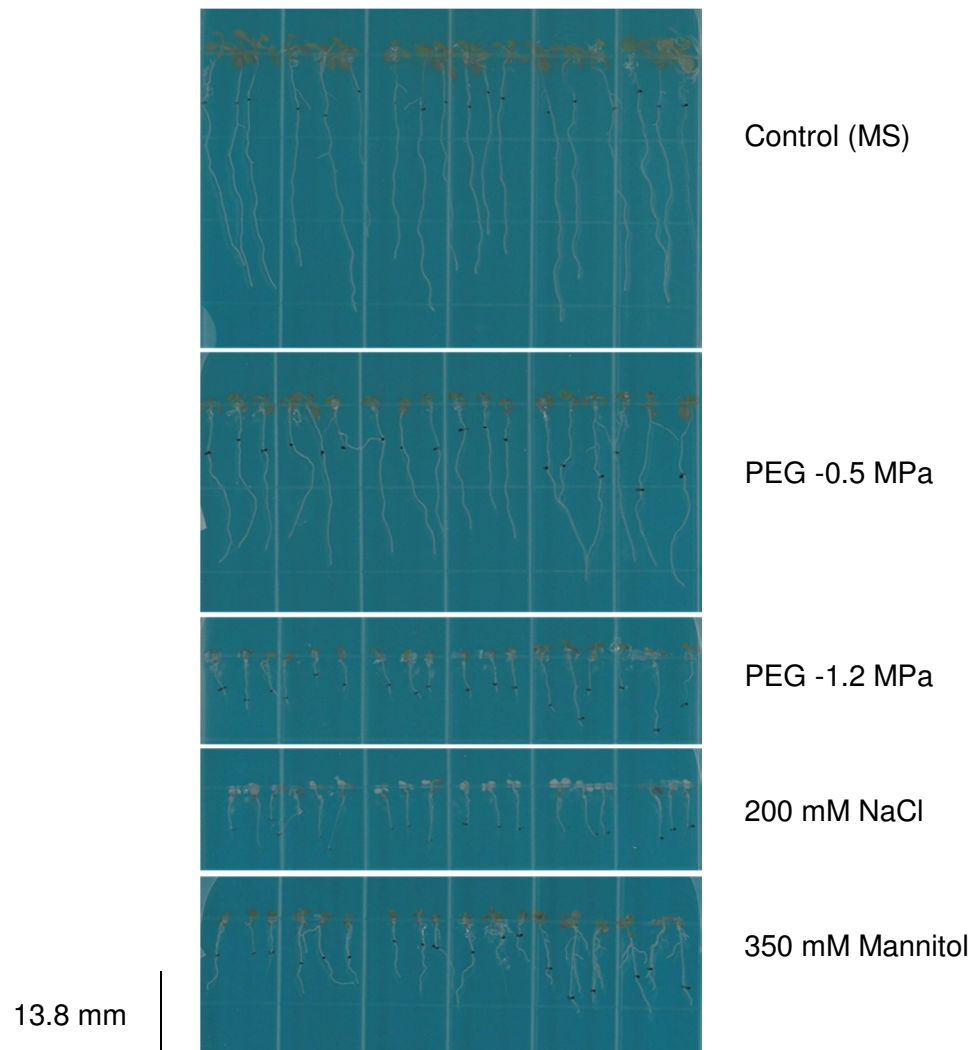 Control (MS)
PEG -0.5 MPa
PEG -1.2 MPa
200 mM NaCl
350 mM Mannitol
13.8 mm